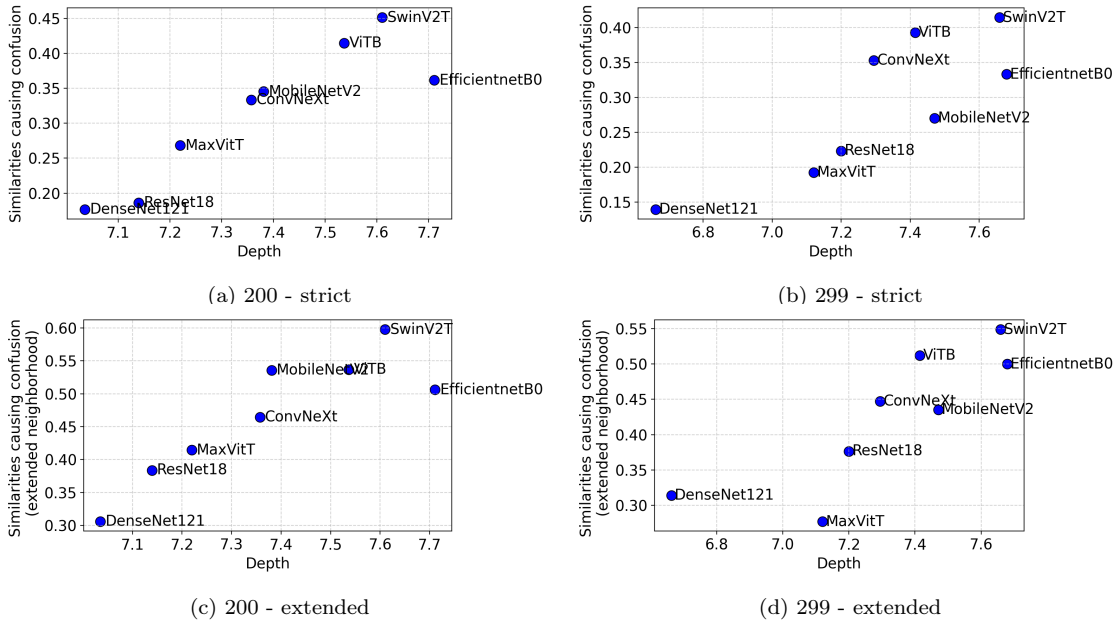 Similarities causing confusion
0.45
0.40
0.35
0.30
0.25
0.20
SwinV2T
ViTB
EfficientnetB0
MobileNetV2
ConvNeXt
MaxVitT
ResNet18
DenseNet121
7.1 7.2 7.3 7.4 7.5 7.6 7.7
Depth
(a) 200 - strict
Similarities causing confusion
0.40
0.35
0.30
0.25
0.20
0.15
SwinV2T
ViTB
ConvNeXt
EfficientnetB0
MobileNetV2
ResNet18
MaxVitT
DenseNet121
6.8 7.0 7.2 7.4 7.6
Depth
(b) 299 - strict
Similarities causing confusion
(extended neighborhood)
0.60
0.55
0.50
0.45
0.40
0.35
0.30
SwinV2T
MobileNetV2
ViTB
EfficientnetB0
ConvNeXt
MaxVitT
ResNet18
DenseNet121
7.1 7.2 7.3 7.4 7.5 7.6 7.7
Depth
(c) 200 - extended
Similarities causing confusion
(extended neighborhood)
0.55
0.50
0.45
0.40
0.35
0.30
SwinV2T
ViTB
EfficientnetB0
ConvNeXt
MobileNetV2
ResNet18
DenseNet121
MaxVitT
6.8 7.0 7.2 7.4 7.6
Depth
(d) 299 - extended